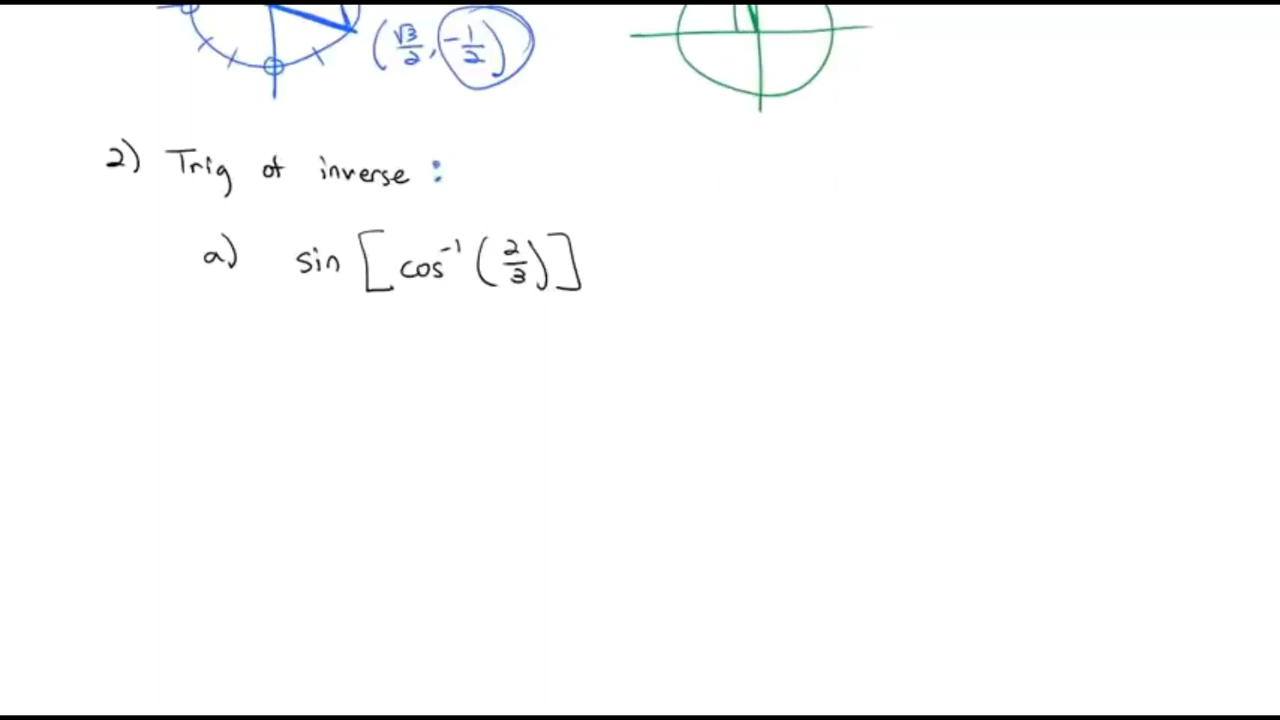 (√3/2, -1/2)
2) Trig of inverse :
a) sin [cos⁻¹ (2/3)]